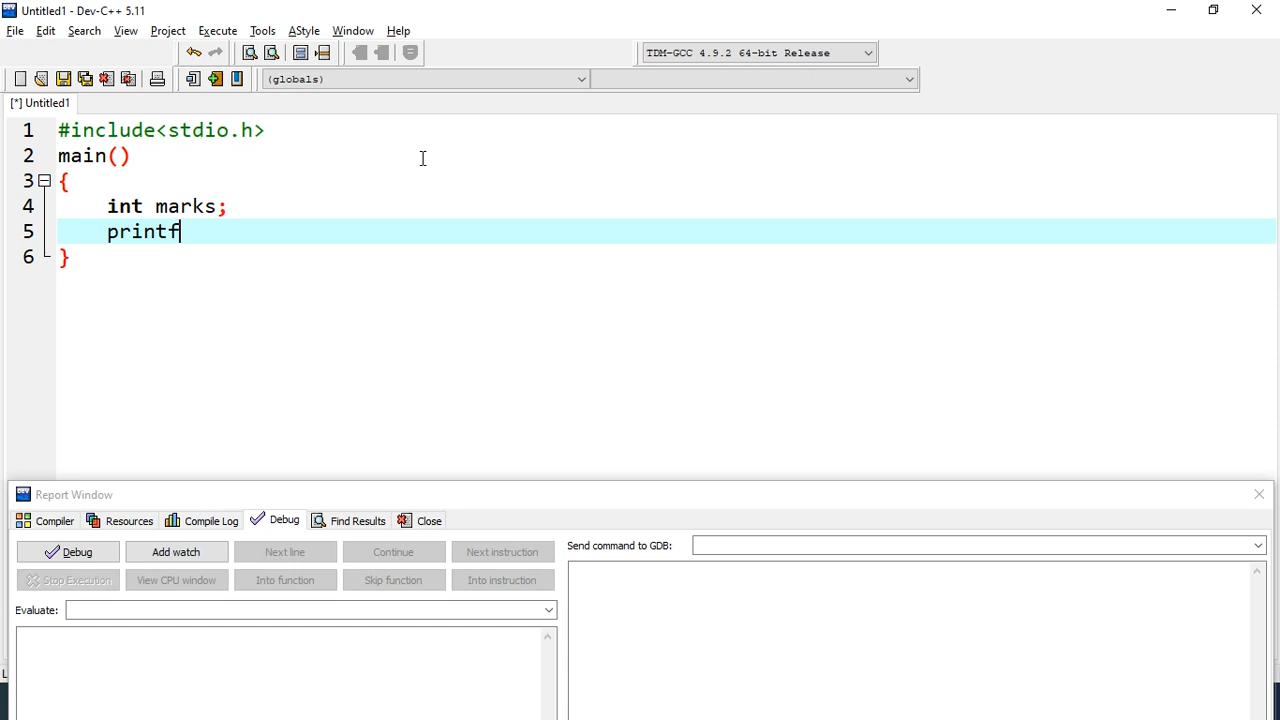 Untitled1 - Dev-C++ 5.11
File Edit Search View Project Execute Tools AStyle Window Help
TDM-GCC 4.9.2 64-bit Release
(globals)
[*] Untitled1
1 #include<stdio.h>
2 main()
3 {
4 int marks;
5 printf
6 }
Report Window
Compiler Resources Compile Log Debug Find Results Close
Debug Add watch Next line Continue Next instruction Send command to GDB:
Stop Execution View CPU window Into function Skip function Into instruction
Evaluate: